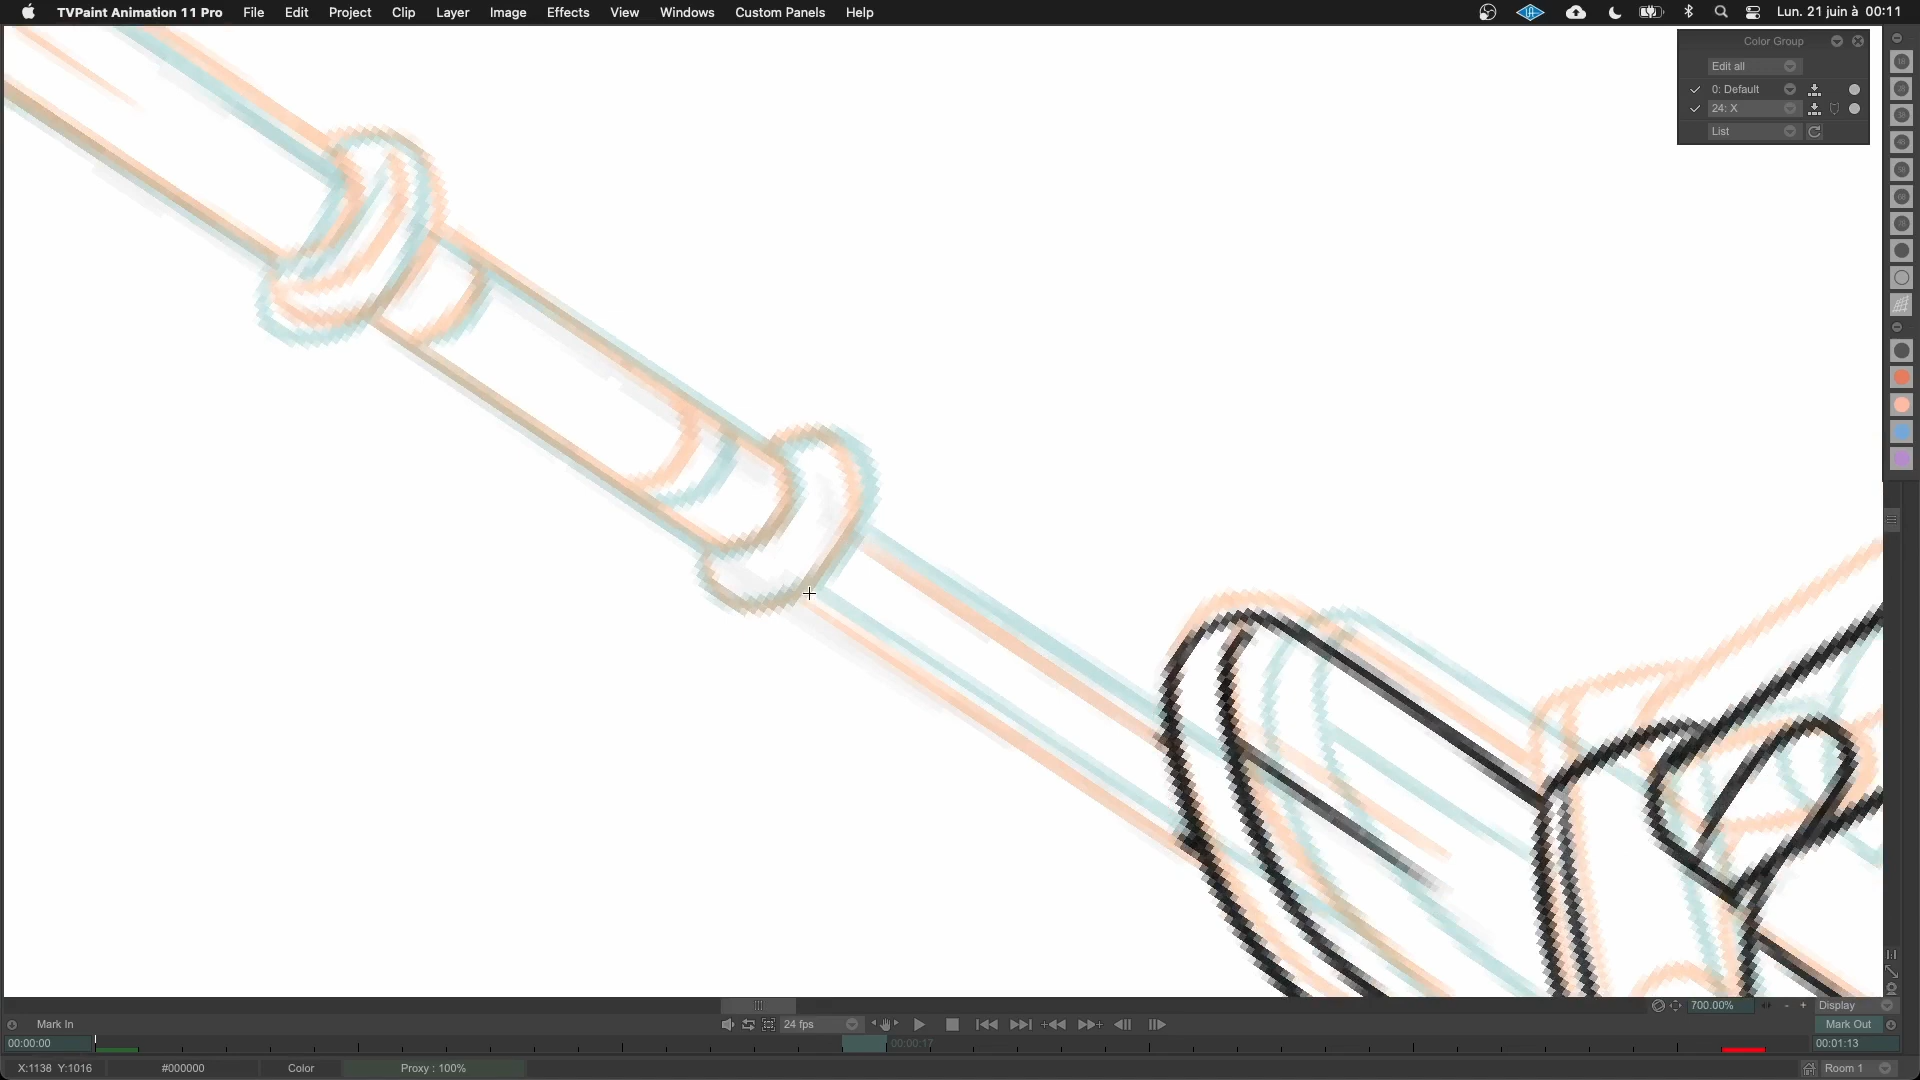 TVPaint Animation 11 Pro File Edit Project Clip Layer Image Effects View Windows Custom Panels Help Lun. 21 juin à 00:11
Color Group
Edit all
0: Default
24: X
List
700.00% - + Display
Mark In 24 fps Mark Out
00:00:00 00:00:17 00:01:13
X:1138 Y:1016 #000000 Color Proxy : 100% Room 1